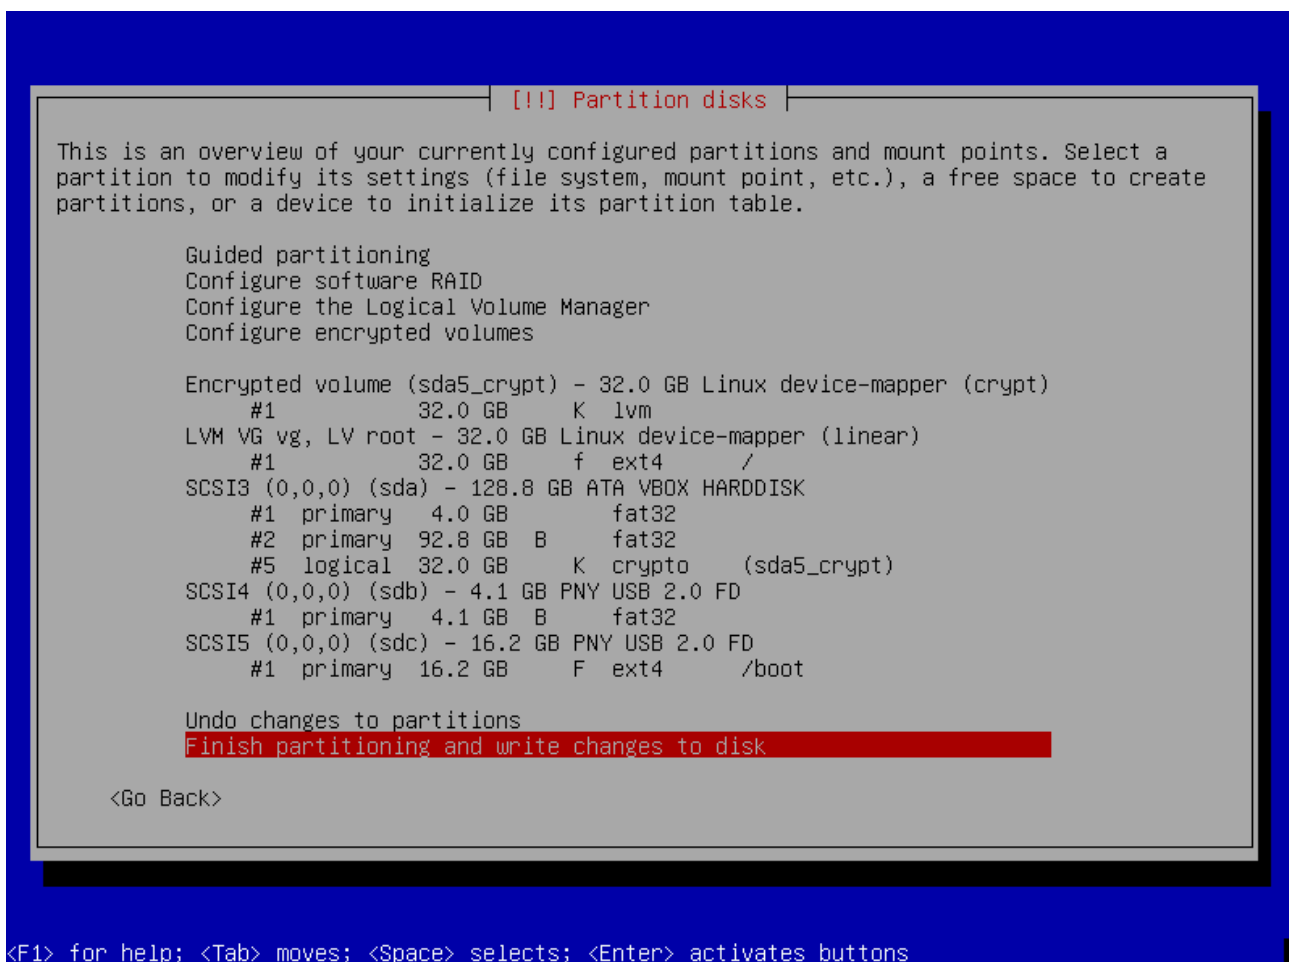 [!!] Partition disks
This is an overview of your currently configured partitions and mount points. Select a
partition to modify its settings (file system, mount point, etc.), a free space to create
partitions, or a device to initialize its partition table.
Guided partitioning
Configure software RAID
Configure the Logical Volume Manager
Configure encrypted volumes
Encrypted volume (sda5_crypt) - 32.0 GB Linux device-mapper (crypt)
#1 32.0 GB K lvm
LVM VG vg, LV root - 32.0 GB Linux device-mapper (linear)
#1 32.0 GB f ext4 /
SCSI3 (0,0,0) (sda) - 128.8 GB ATA VBOX HARDDISK
#1 primary 4.0 GB fat32
#2 primary 92.8 GB B fat32
#5 logical 32.0 GB K crypto (sda5_crypt)
SCSI4 (0,0,0) (sdb) - 4.1 GB PNY USB 2.0 FD
#1 primary 4.1 GB B fat32
SCSI5 (0,0,0) (sdc) - 16.2 GB PNY USB 2.0 FD
#1 primary 16.2 GB F ext4 /boot
Undo changes to partitions
Finish partitioning and write changes to disk
<Go Back>
<F1> for help; <Tab> moves; <Space> selects; <Enter> activates buttons